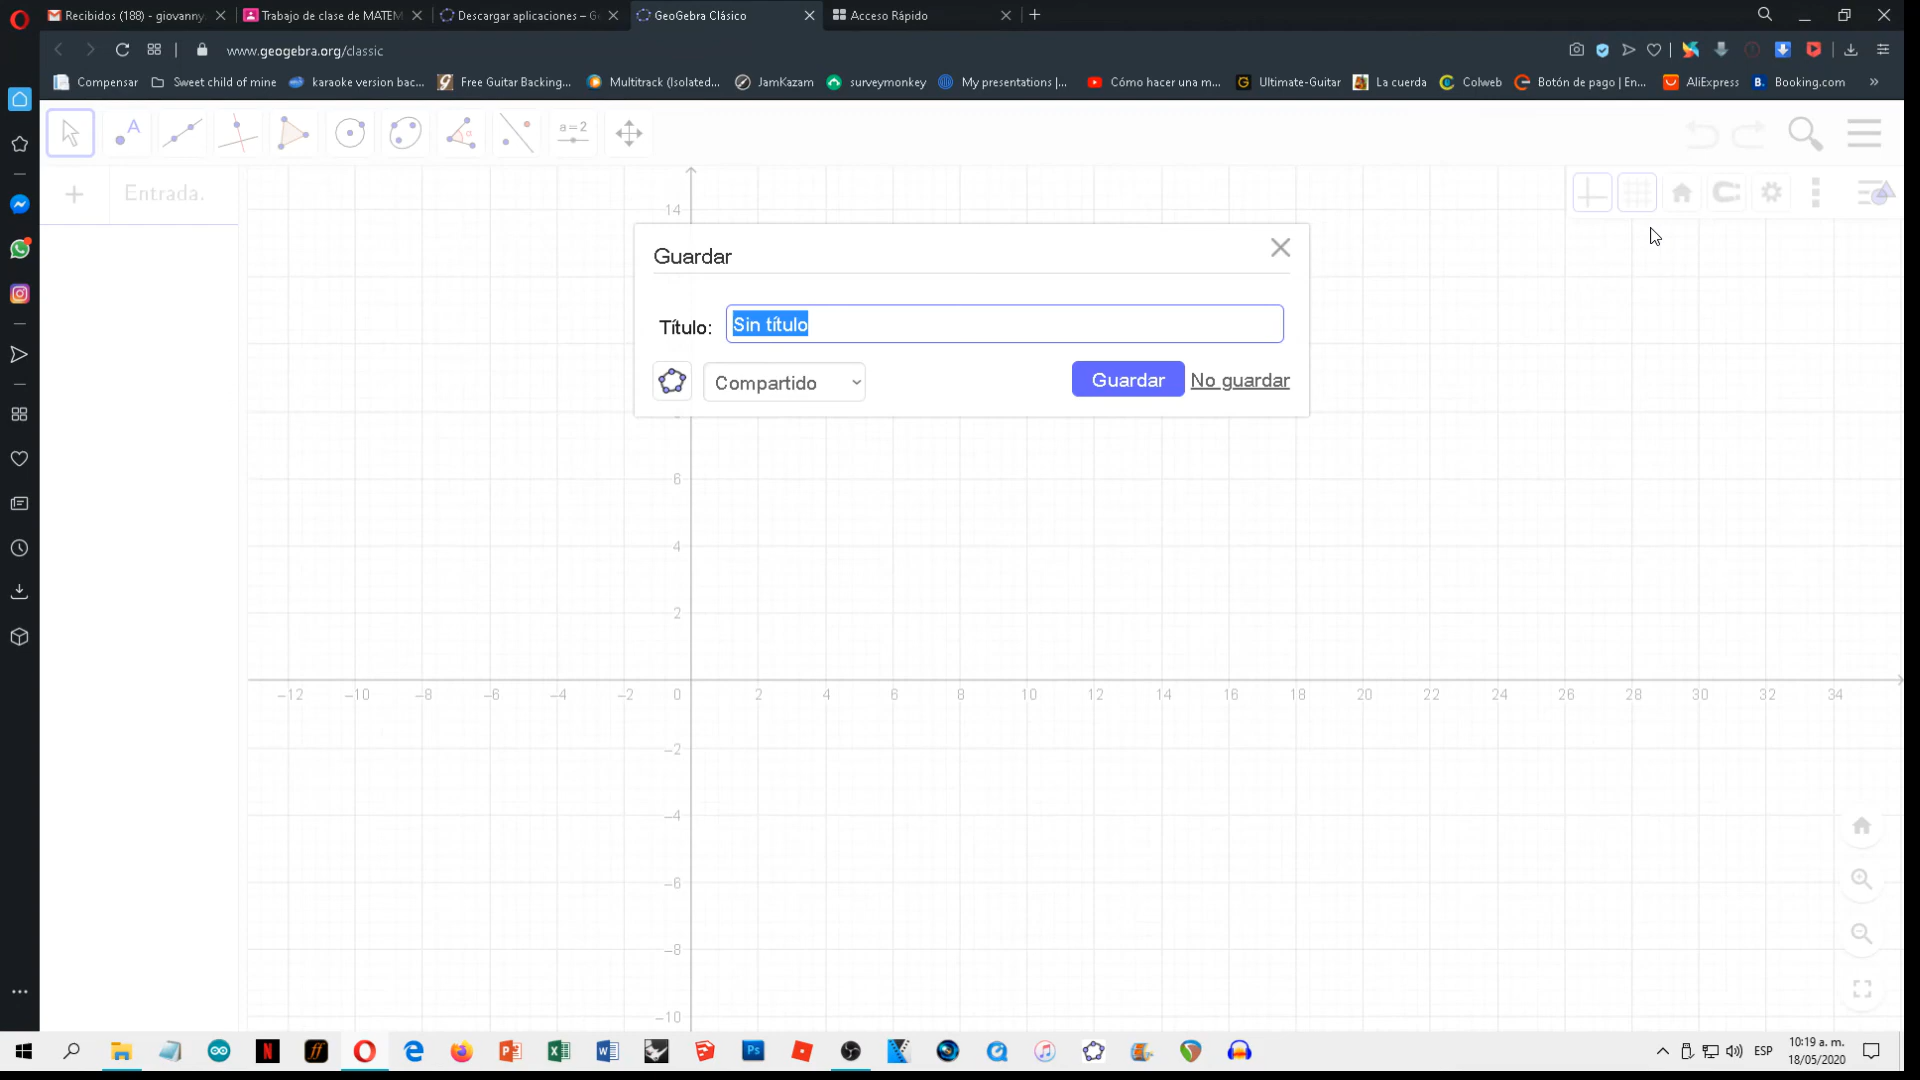 Recibidos (188) - giovanny.
Trabajo de clase de MATEM
Descargar aplicaciones – Ge
GeoGebra Clásico
Acceso Rápido
www.geogebra.org/classic
Compensar
Sweet child of mine
karaoke version bac...
Free Guitar Backing...
Multitrack (Isolated...
JamKazam
surveymonkey
My presentations |...
Cómo hacer una m...
Ultimate-Guitar
La cuerda
Colweb
Botón de pago | En...
AliExpress
Booking.com
A
a=2
Entrada.
Guardar
Título: Sin título
Compartido
Guardar
No guardar
14
6
4
2
−12 −10 −8 −6 −4 −2 0 2 4 6 8 10 12 14 16 18 20 22 24 26 28 30 32 34
−2
−4
−6
−8
−10
ESP
10:19 a. m.
18/05/2020